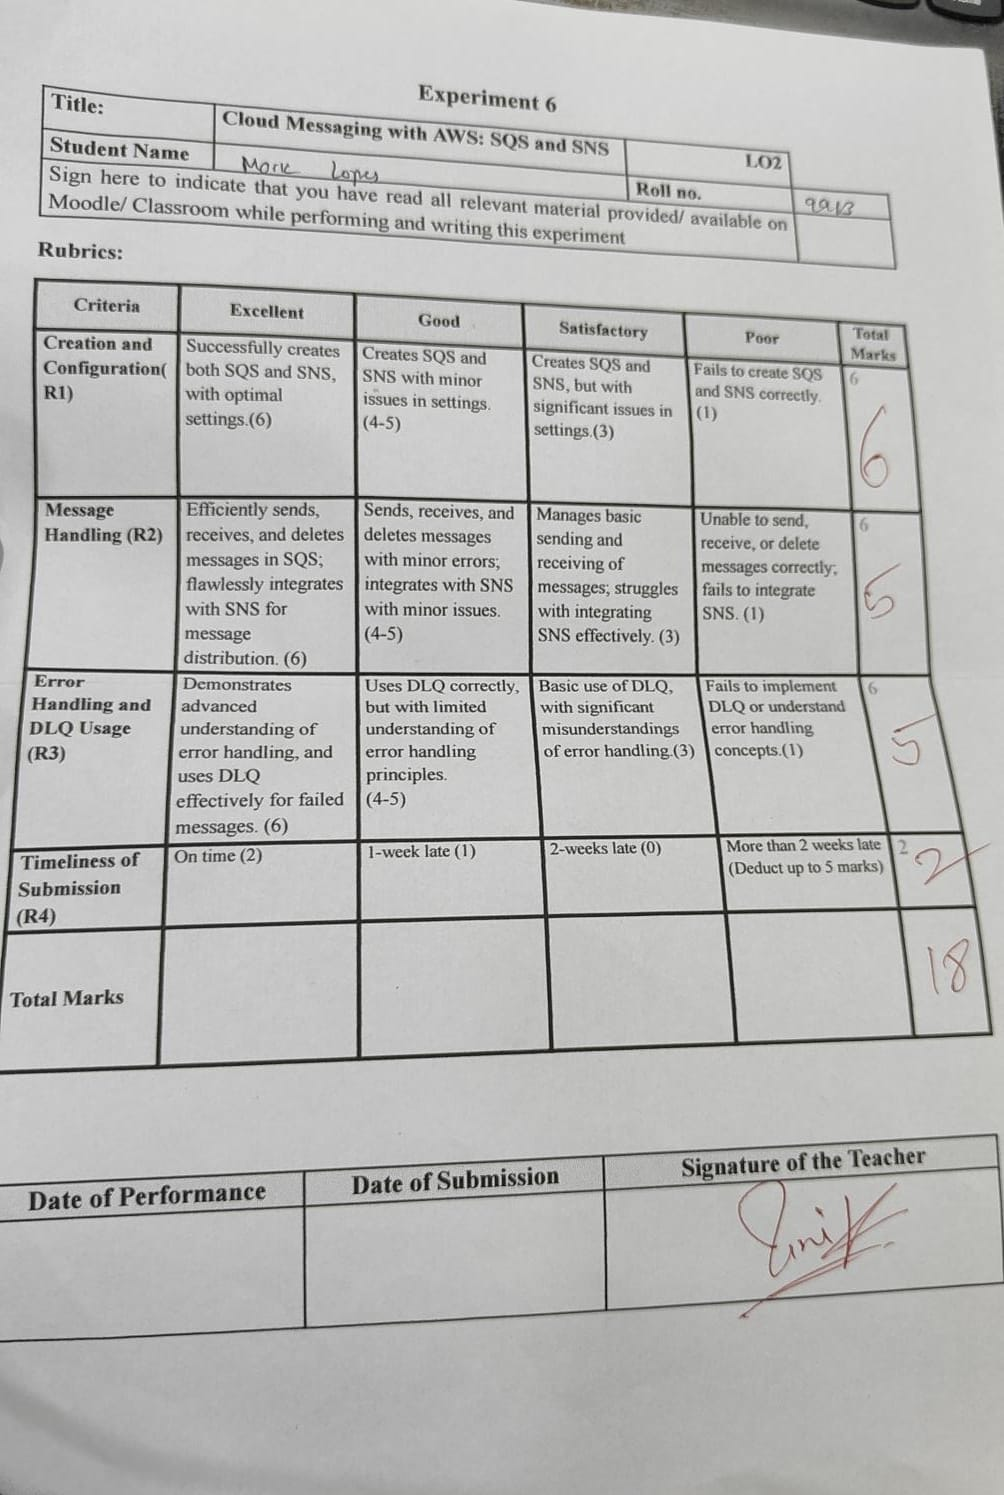 Experiment 6
Title:
Cloud Messaging with AWS: SQS and SNS
LO2
Student Name
Mark Lopes
Roll no.
9913
Sign here to indicate that you have read all relevant material provided/ available on
Moodle/ Classroom while performing and writing this experiment
Rubrics:
Criteria
Excellent
Good
Satisfactory
Poor
Total
Marks
Creation and
Configuration(
R1)
Successfully creates
both SQS and SNS,
with optimal
settings.(6)
Creates SQS and
SNS with minor
issues in settings.
(4-5)
Creates SQS and
SNS, but with
significant issues in
settings.(3)
Fails to create SQS
and SNS correctly.
(1)
6
6
Message
Handling (R2)
Efficiently sends,
receives, and deletes
messages in SQS;
flawlessly integrates
with SNS for
message
distribution. (6)
Sends, receives, and
deletes messages
with minor errors;
integrates with SNS
with minor issues.
(4-5)
Manages basic
sending and
receiving of
messages; struggles
with integrating
SNS effectively. (3)
Unable to send,
receive, or delete
messages correctly;
fails to integrate
SNS. (1)
6
5
Error
Handling and
DLQ Usage
(R3)
Demonstrates
advanced
understanding of
error handling, and
uses DLQ
effectively for failed
messages. (6)
Uses DLQ correctly,
but with limited
understanding of
error handling
principles.
(4-5)
Basic use of DLQ,
with significant
misunderstandings
of error handling.(3)
Fails to implement
DLQ or understand
error handling
concepts.(1)
6
5
Timeliness of
Submission
(R4)
On time (2)
1-week late (1)
2-weeks late (0)
More than 2 weeks late
(Deduct up to 5 marks)
2
2
Total Marks
18
Date of Performance
Date of Submission
Signature of the Teacher